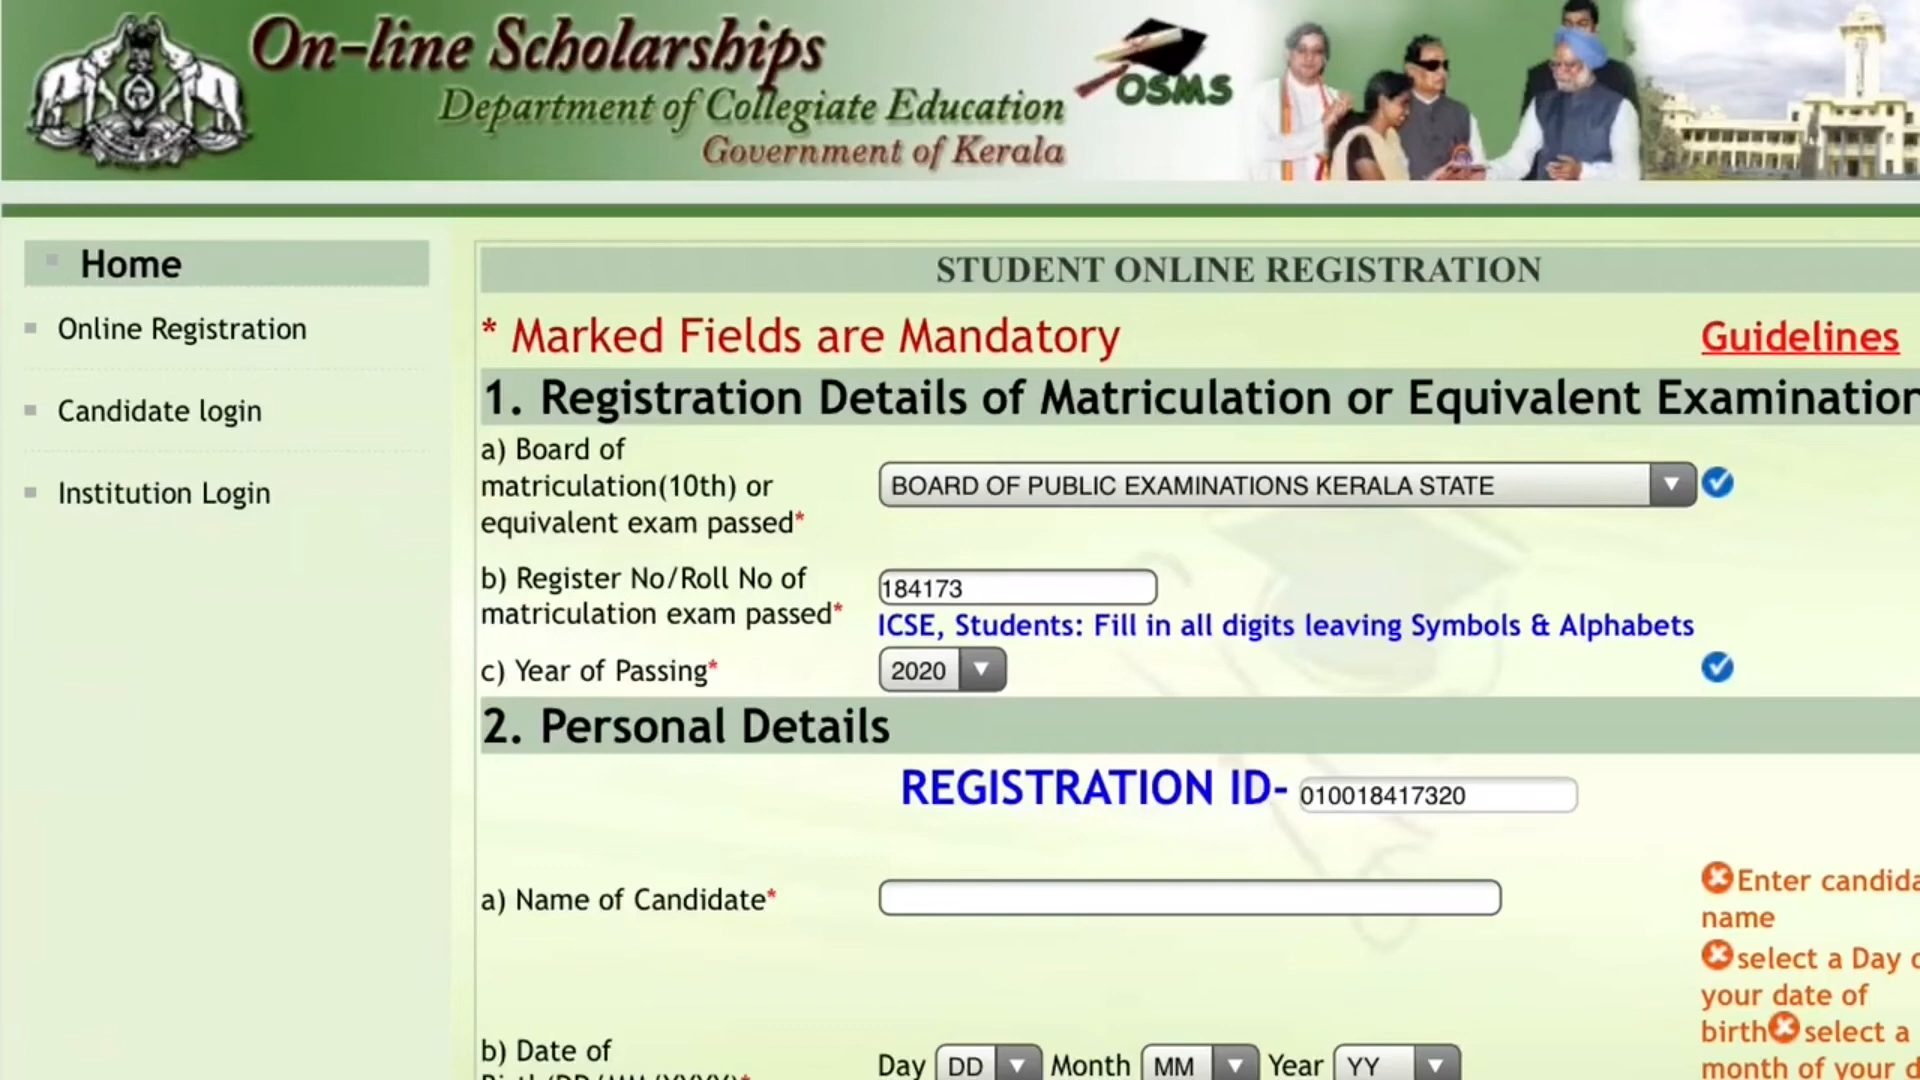 On-line Scholarships
Department of Collegiate Education
Government of Kerala
OSMS
Home
Online Registration
Candidate login
Institution Login
STUDENT ONLINE REGISTRATION
* Marked Fields are Mandatory
Guidelines
1. Registration Details of Matriculation or Equivalent Examination
a) Board of
matriculation(10th) or
equivalent exam passed*
BOARD OF PUBLIC EXAMINATIONS KERALA STATE
b) Register No/Roll No of
matriculation exam passed*
184173
ICSE, Students: Fill in all digits leaving Symbols & Alphabets
c) Year of Passing*
2020
2. Personal Details
REGISTRATION ID-
010018417320
a) Name of Candidate*
Enter
name
select a Day
your date of
birth select a
month of your
b) Date of
Day DD Month MM Year YY